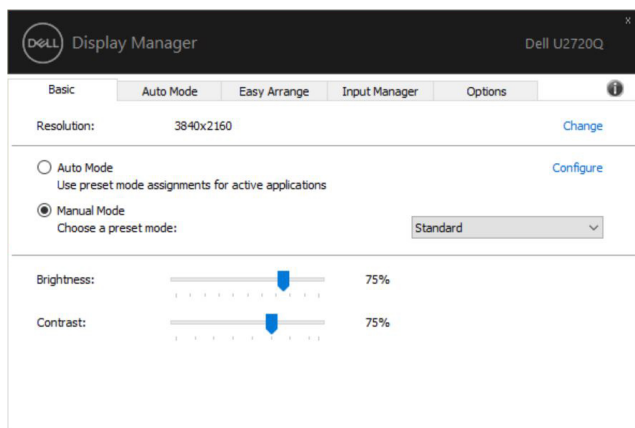 DELL Display Manager Dell U2720Q x
Basic Auto Mode Easy Arrange Input Manager Options i
Resolution: 3840x2160 Change
Auto Mode Configure
Use preset mode assignments for active applications
Manual Mode
Choose a preset mode: Standard
Brightness: 75%
Contrast: 75%